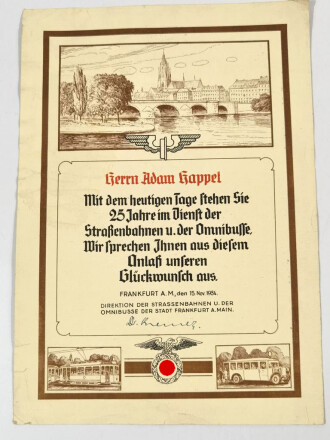 Herrn Adam Kappel
Mit dem heutigen Tage stehen Sie
25 Jahre im Dienst der
Straßenbahnen u. der Omnibusse.
Wir sprechen Ihnen aus diesem
Anlaß unseren
Glückwunsch aus.
FRANKFURT A. M., den 15. Nov. 1934.
DIREKTION DER STRASSENBAHNEN U. DER
OMNIBUSSE DER STADT FRANKFURT A. MAIN.